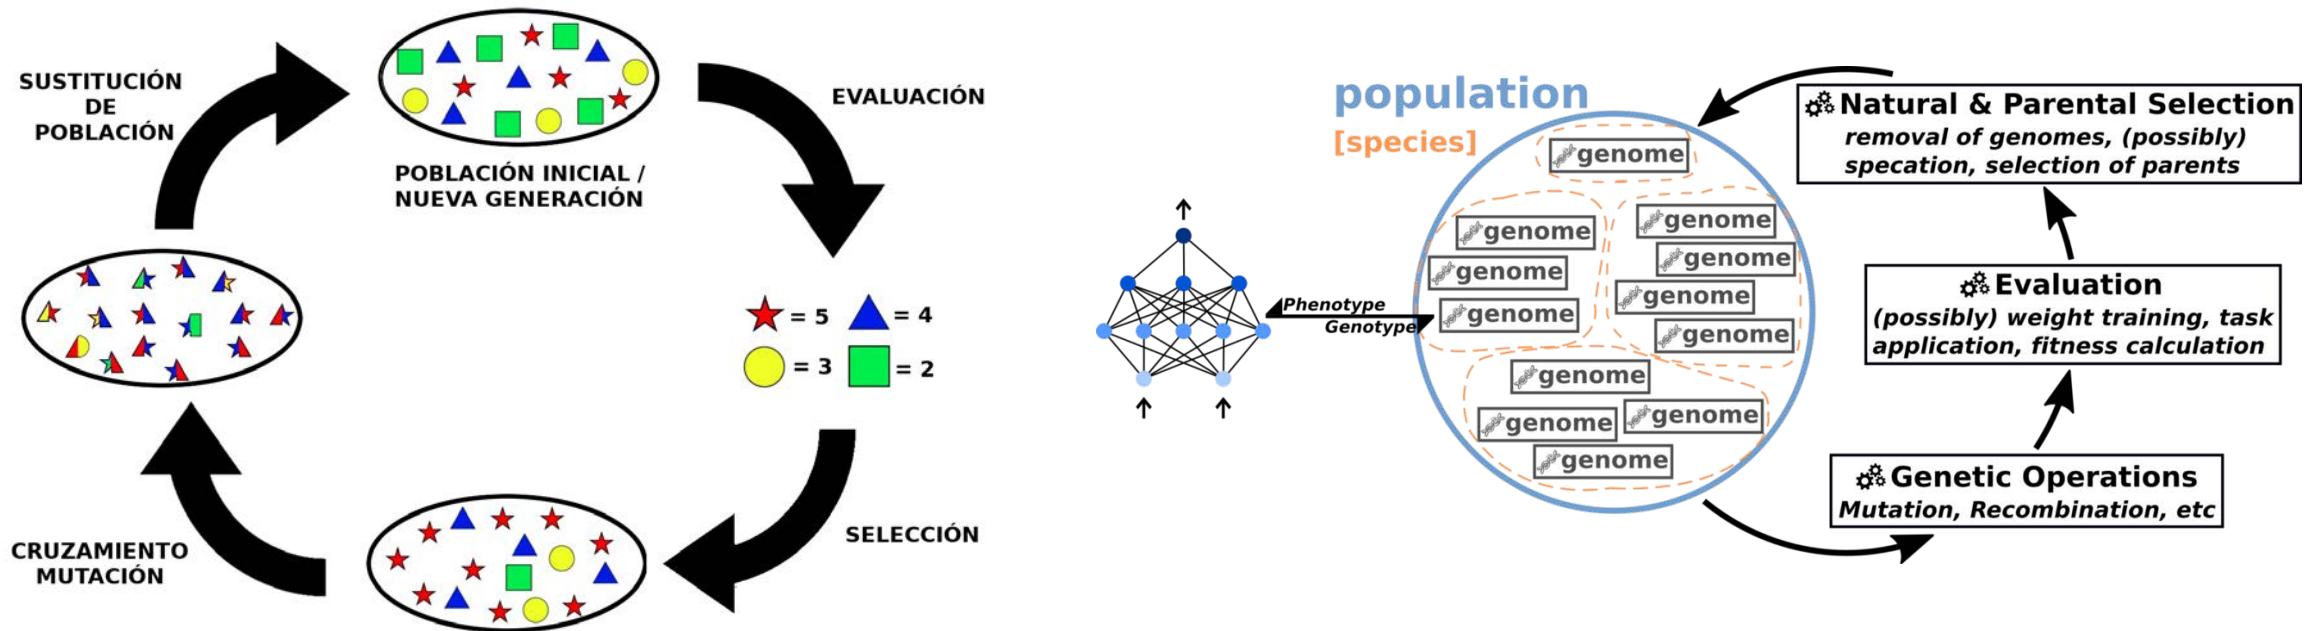 SUSTITUCIÓN
DE
POBLACIÓN
POBLACIÓN INICIAL /
NUEVA GENERACIÓN
EVALUACIÓN
= 5
= 4
= 3
= 2
SELECCIÓN
CRUZAMIENTO
MUTACIÓN
population
[species]
genome
genome
genome
genome
genome
genome
genome
genome
genome
genome
genome
genome
Phenotype
Genotype
Natural & Parental Selection
removal of genomes, (possibly)
specation, selection of parents
Evaluation
(possibly) weight training, task
application, fitness calculation
Genetic Operations
Mutation, Recombination, etc